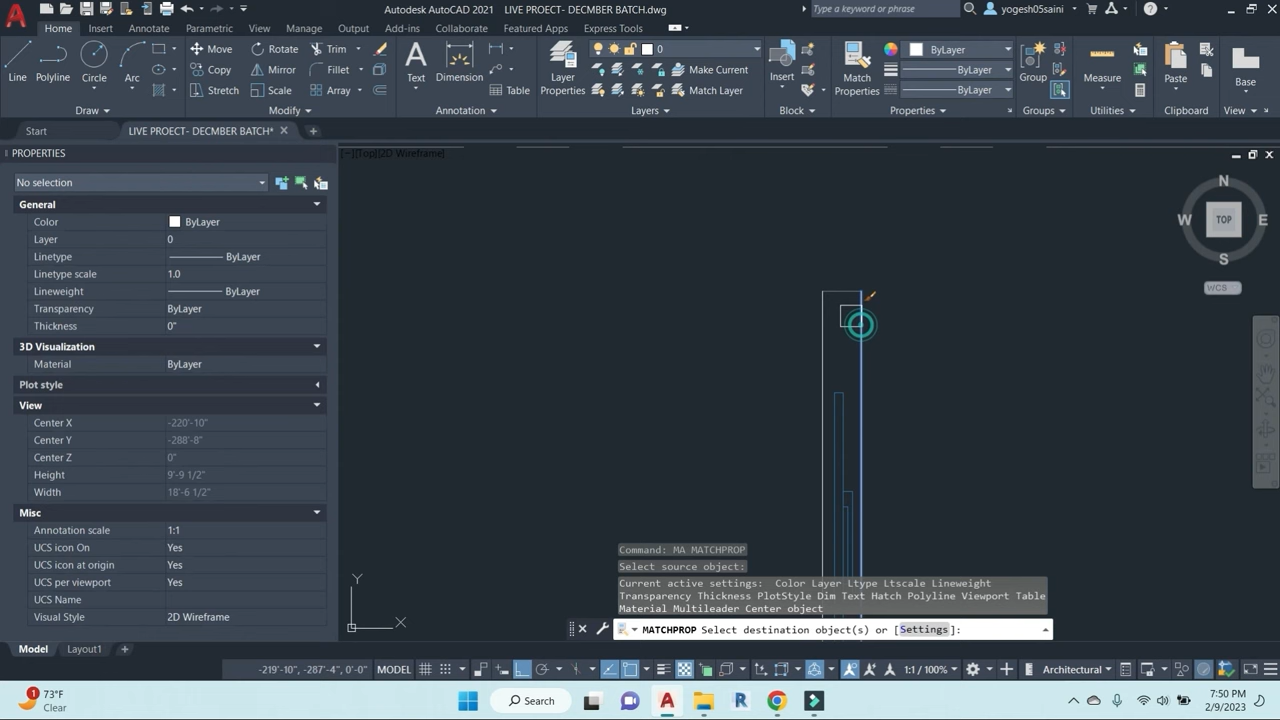 Autodesk AutoCAD 2021 LIVE PROECT- DECMBER BATCH.dwg
Type a keyword or phrase
yogesh05saini
Home Insert Annotate Parametric View Manage Output Add-ins Collaborate Featured Apps Express Tools
Line Polyline Circle Arc
Move Rotate Trim
Copy Mirror Fillet
Stretch Scale Array
Text Dimension Table
Layer Properties
0
Make Current
Match Layer
Insert
Match Properties
ByLayer
ByLayer
ByLayer
Group
Measure
Paste
Base
Draw Modify Annotation Layers Block Properties Groups Utilities Clipboard View
Start LIVE PROECT- DECMBER BATCH*
PROPERTIES
[−][Top][2D Wireframe]
No selection
General
Color ByLayer
Layer 0
Linetype ByLayer
Linetype scale 1.0
Lineweight ByLayer
Transparency ByLayer
Thickness 0"
3D Visualization
Material ByLayer
Plot style
View
Center X -220'-10"
Center Y -288'-8"
Center Z 0"
Height 9'-9 1/2"
Width 18'-6 1/2"
Misc
Annotation scale 1:1
UCS icon On Yes
UCS icon at origin Yes
UCS per viewport Yes
UCS Name
Visual Style 2D Wireframe
N
W TOP E
S
WCS
Y
X
Command: MA MATCHPROP
Select source object:
Current active settings: Color Layer Ltype Ltscale Lineweight
Transparency Thickness PlotStyle Dim Text Hatch Polyline Viewport Table
Material Multileader Center object
MATCHPROP Select destination object(s) or [Settings]:
Model Layout1
-219'-10", -287'-4", 0'-0" MODEL 1:1 / 100% Architectural
73°F
Clear
Search
7:50 PM
2/9/2023